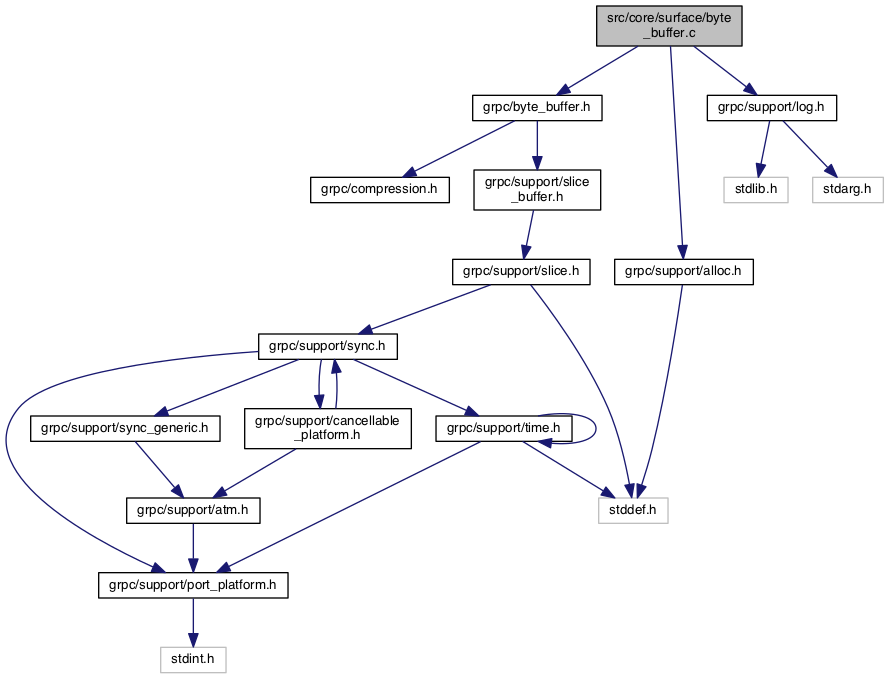 src/core/surface/byte
_buffer.c
grpc/byte_buffer.h
grpc/support/log.h
grpc/compression.h
grpc/support/slice
_buffer.h
stdlib.h
stdarg.h
grpc/support/slice.h
grpc/support/alloc.h
grpc/support/sync.h
grpc/support/sync_generic.h
grpc/support/cancellable
_platform.h
grpc/support/time.h
grpc/support/atm.h
stddef.h
grpc/support/port_platform.h
stdint.h